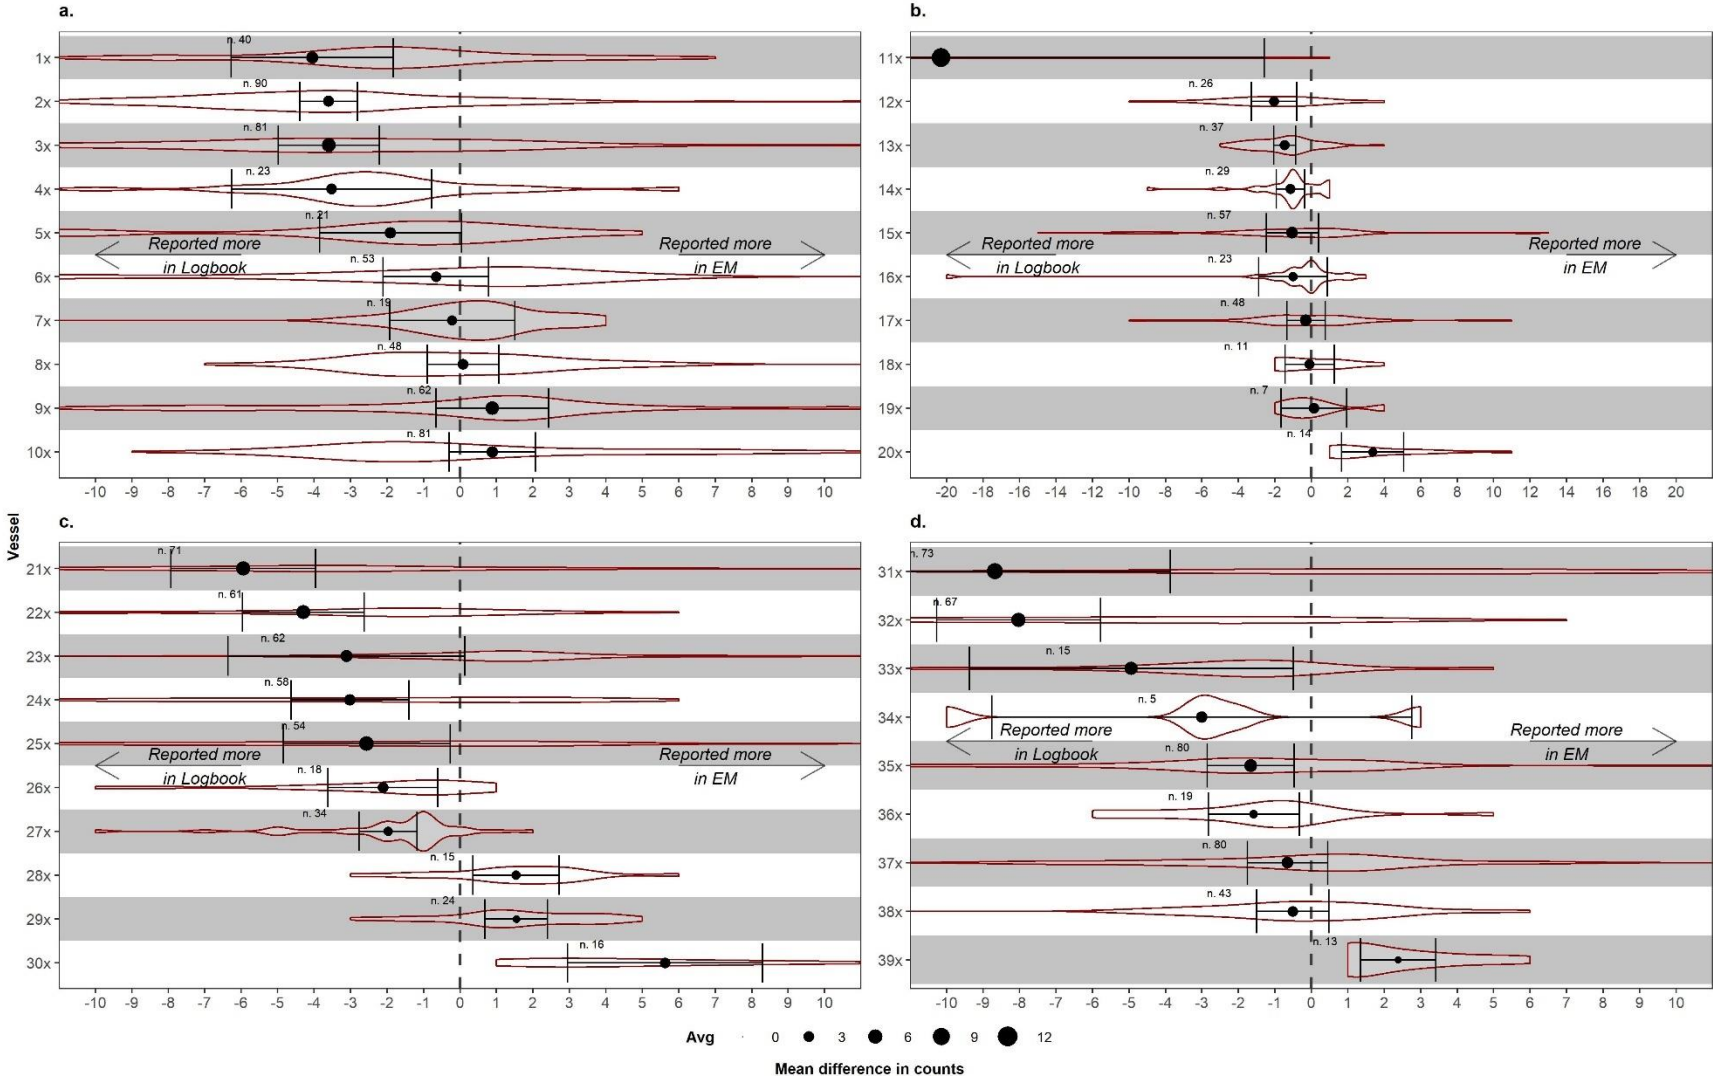 a.
n. 40
1x
n. 90
2x
n. 81
3x
n. 23
4x
n. 21
5x
Reported more
in Logbook
Reported more
in EM
n. 53
6x
n. 19
7x
n. 48
8x
n. 62
9x
n. 81
10x
-10 -9 -8 -7 -6 -5 -4 -3 -2 -1 0 1 2 3 4 5 6 7 8 9 10
b.
11x
n. 26
12x
n. 37
13x
n. 29
14x
n. 57
15x
Reported more
in Logbook
Reported more
in EM
n. 23
16x
n. 48
17x
n. 11
18x
n. 7
19x
n. 14
20x
-20 -18 -16 -14 -12 -10 -8 -6 -4 -2 0 2 4 6 8 10 12 14 16 18 20
Vessel
c.
n. 71
21x
n. 61
22x
n. 62
23x
n. 58
24x
n. 54
25x
Reported more
in Logbook
Reported more
in EM
n. 18
26x
n. 34
27x
n. 15
28x
n. 24
29x
n. 16
30x
-10 -9 -8 -7 -6 -5 -4 -3 -2 -1 0 1 2 3 4 5 6 7 8 9 10
d.
n. 73
31x
n. 67
32x
n. 15
33x
n. 5
34x
Reported more
in Logbook
Reported more
in EM
n. 80
35x
n. 19
36x
n. 80
37x
n. 43
38x
n. 13
39x
-10 -9 -8 -7 -6 -5 -4 -3 -2 -1 0 1 2 3 4 5 6 7 8 9 10
Avg 0 3 6 9 12
Mean difference in counts